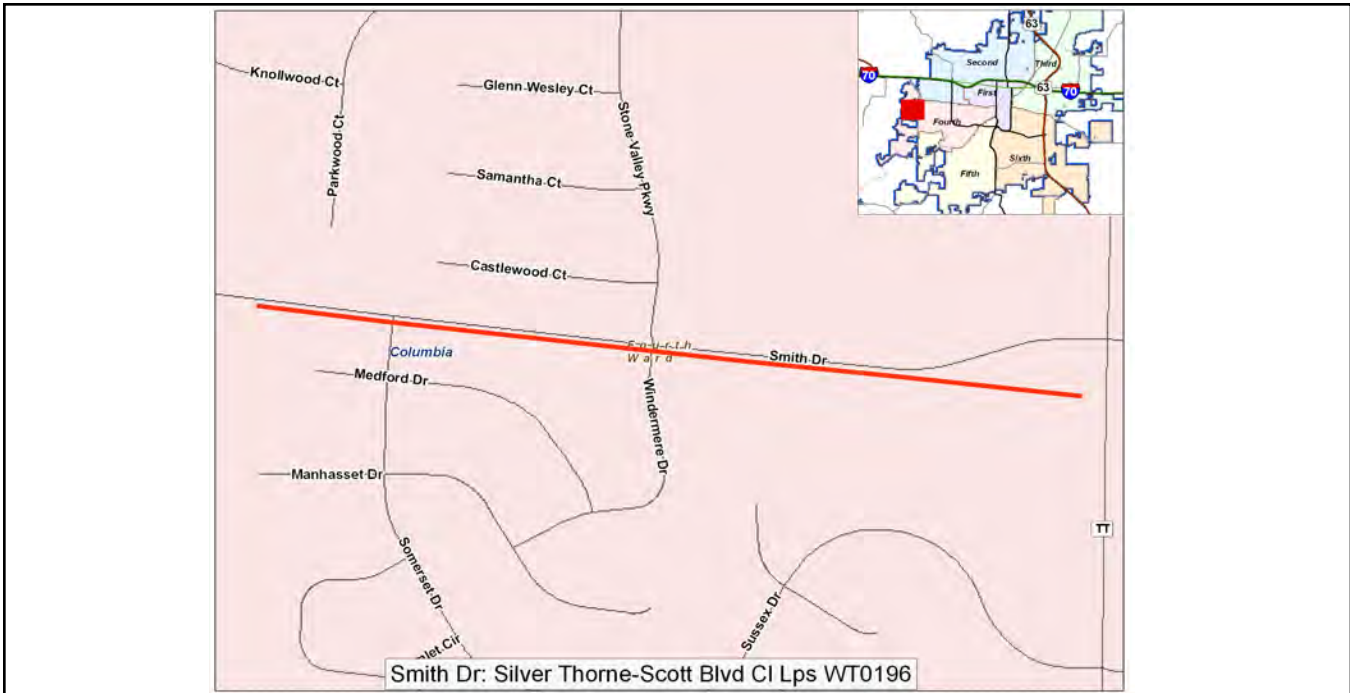 63
Second
Third
70
First
63
70
Fourth
Sixth
Fifth
Knollwood Ct
Glenn Wesley Ct
Parkwood Ct
Stone Valley Pkwy
Samantha Ct
Castlewood Ct
Columbia
Fourth
Ward
Smith Dr
Medford Dr
Windermere Dr
Manhasset Dr
TT
Somerset Dr
Sussex Dr
let Cir
Smith Dr: Silver Thorne-Scott Blvd Cl Lps WT0196